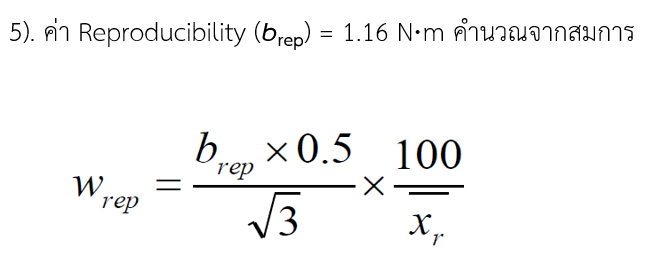 5). ค่า Reproducibility (b_rep) = 1.16 N·m คำนวณจากสมการ
w_rep = (b_rep × 0.5) / √3 × 100 / x̅_r